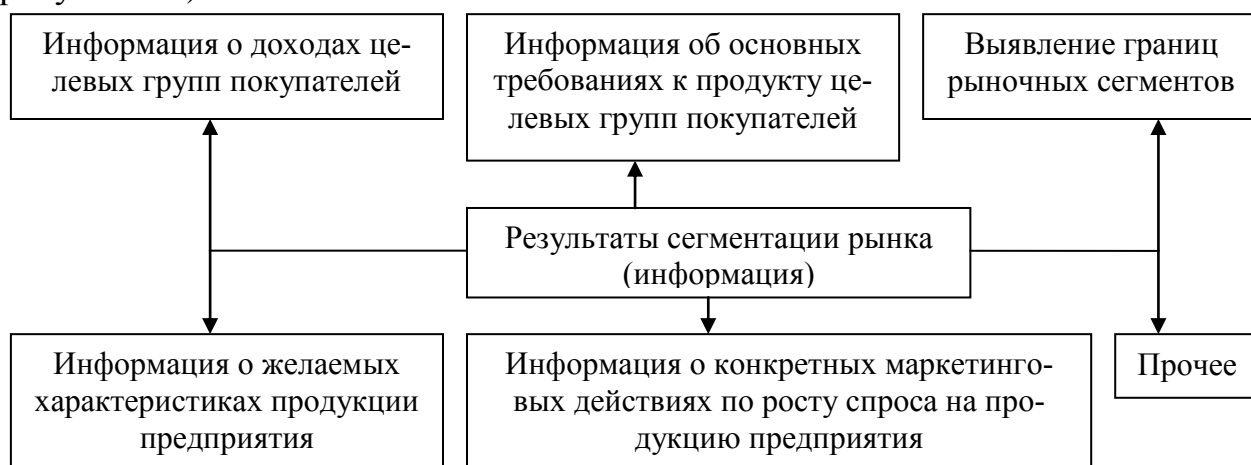 Информация о доходах це-
левых групп покупателей
Информация об основных
требованиях к продукту це-
левых групп покупателей
Выявление границ
рыночных сегментов
Результаты сегментации рынка
(информация)
Информация о желаемых
характеристиках продукции
предприятия
Информация о конкретных маркетинго-
вых действиях по росту спроса на про-
дукцию предприятия
Прочее